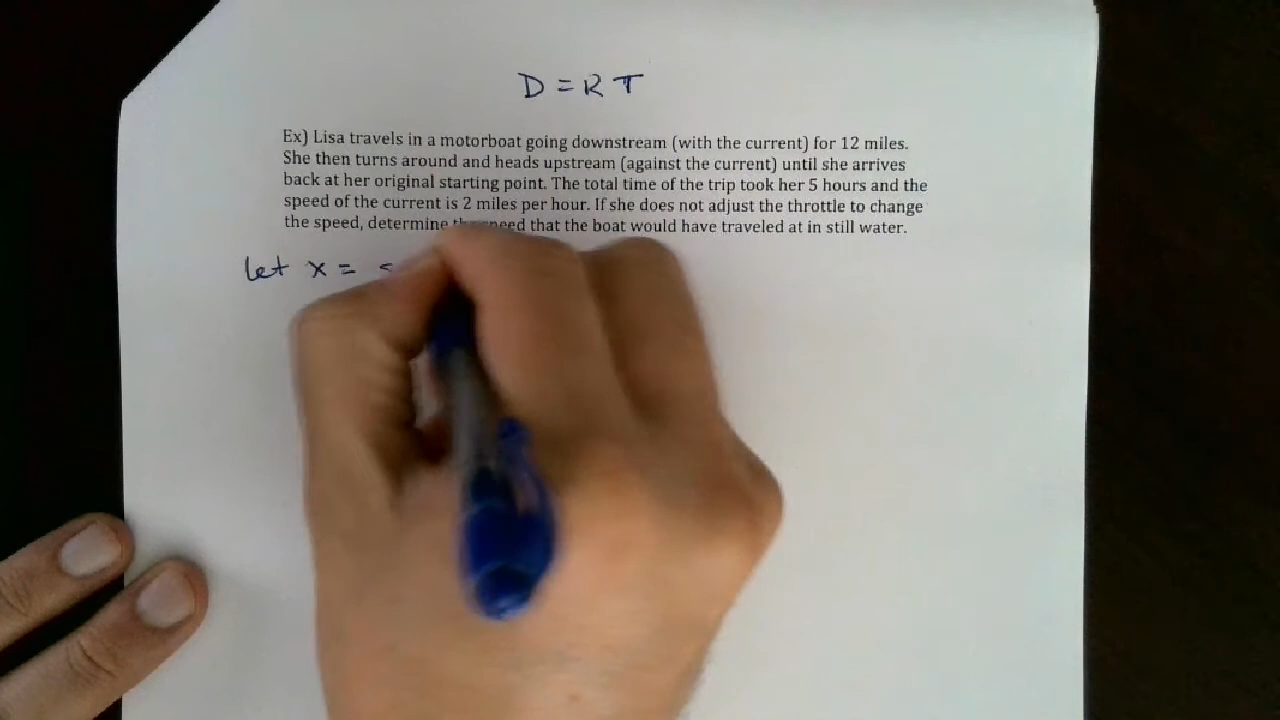 D = R T
Ex) Lisa travels in a motorboat going downstream (with the current) for 12 miles.
She then turns around and heads upstream (against the current) until she arrives
back at her original starting point. The total time of the trip took her 5 hours and the
speed of the current is 2 miles per hour. If she does not adjust the throttle to change
the speed, determine that the boat would have traveled at in still water.
let x =